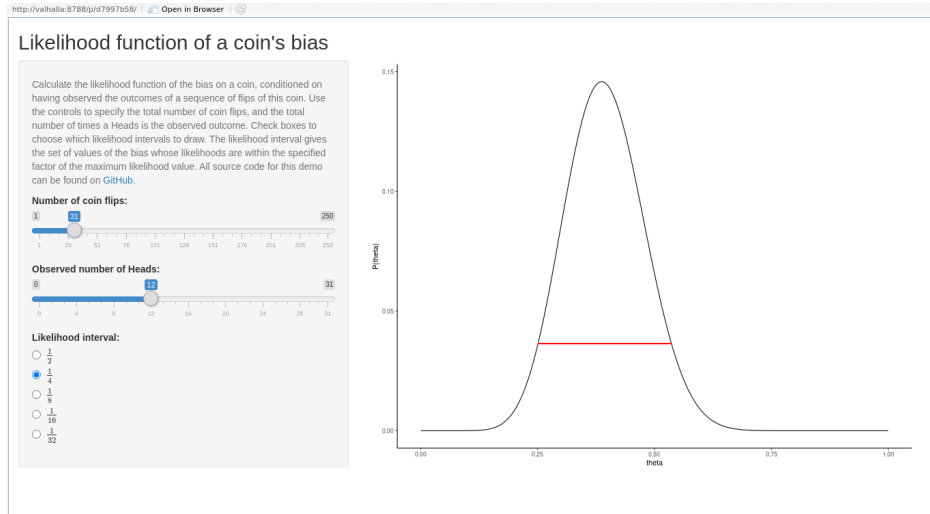 http://valhalla:8788/p/d7997b58/ Open in Browser
Likelihood function of a coin's bias
Calculate the likelihood function of the bias on a coin, conditioned on
having observed the outcomes of a sequence of flips of this coin. Use
the controls to specify the total number of coin flips, and the total
number of times a Heads is the observed outcome. Check boxes to
choose which likelihood intervals to draw. The likelihood interval gives
the set of values of the bias whose likelihoods are within the specified
factor of the maximum likelihood value. All source code for this demo
can be found on GitHub.
Number of coin flips:
1 31 250
1 26 51 76 101 126 151 176 201 226 250
Observed number of Heads:
0 12 31
0 4 8 12 16 20 24 28 31
Likelihood interval:
1/2
1/4
1/8
1/16
1/32
P(theta)
0.15
0.10
0.05
0.00
0.00 0.25 0.50 0.75 1.00
theta